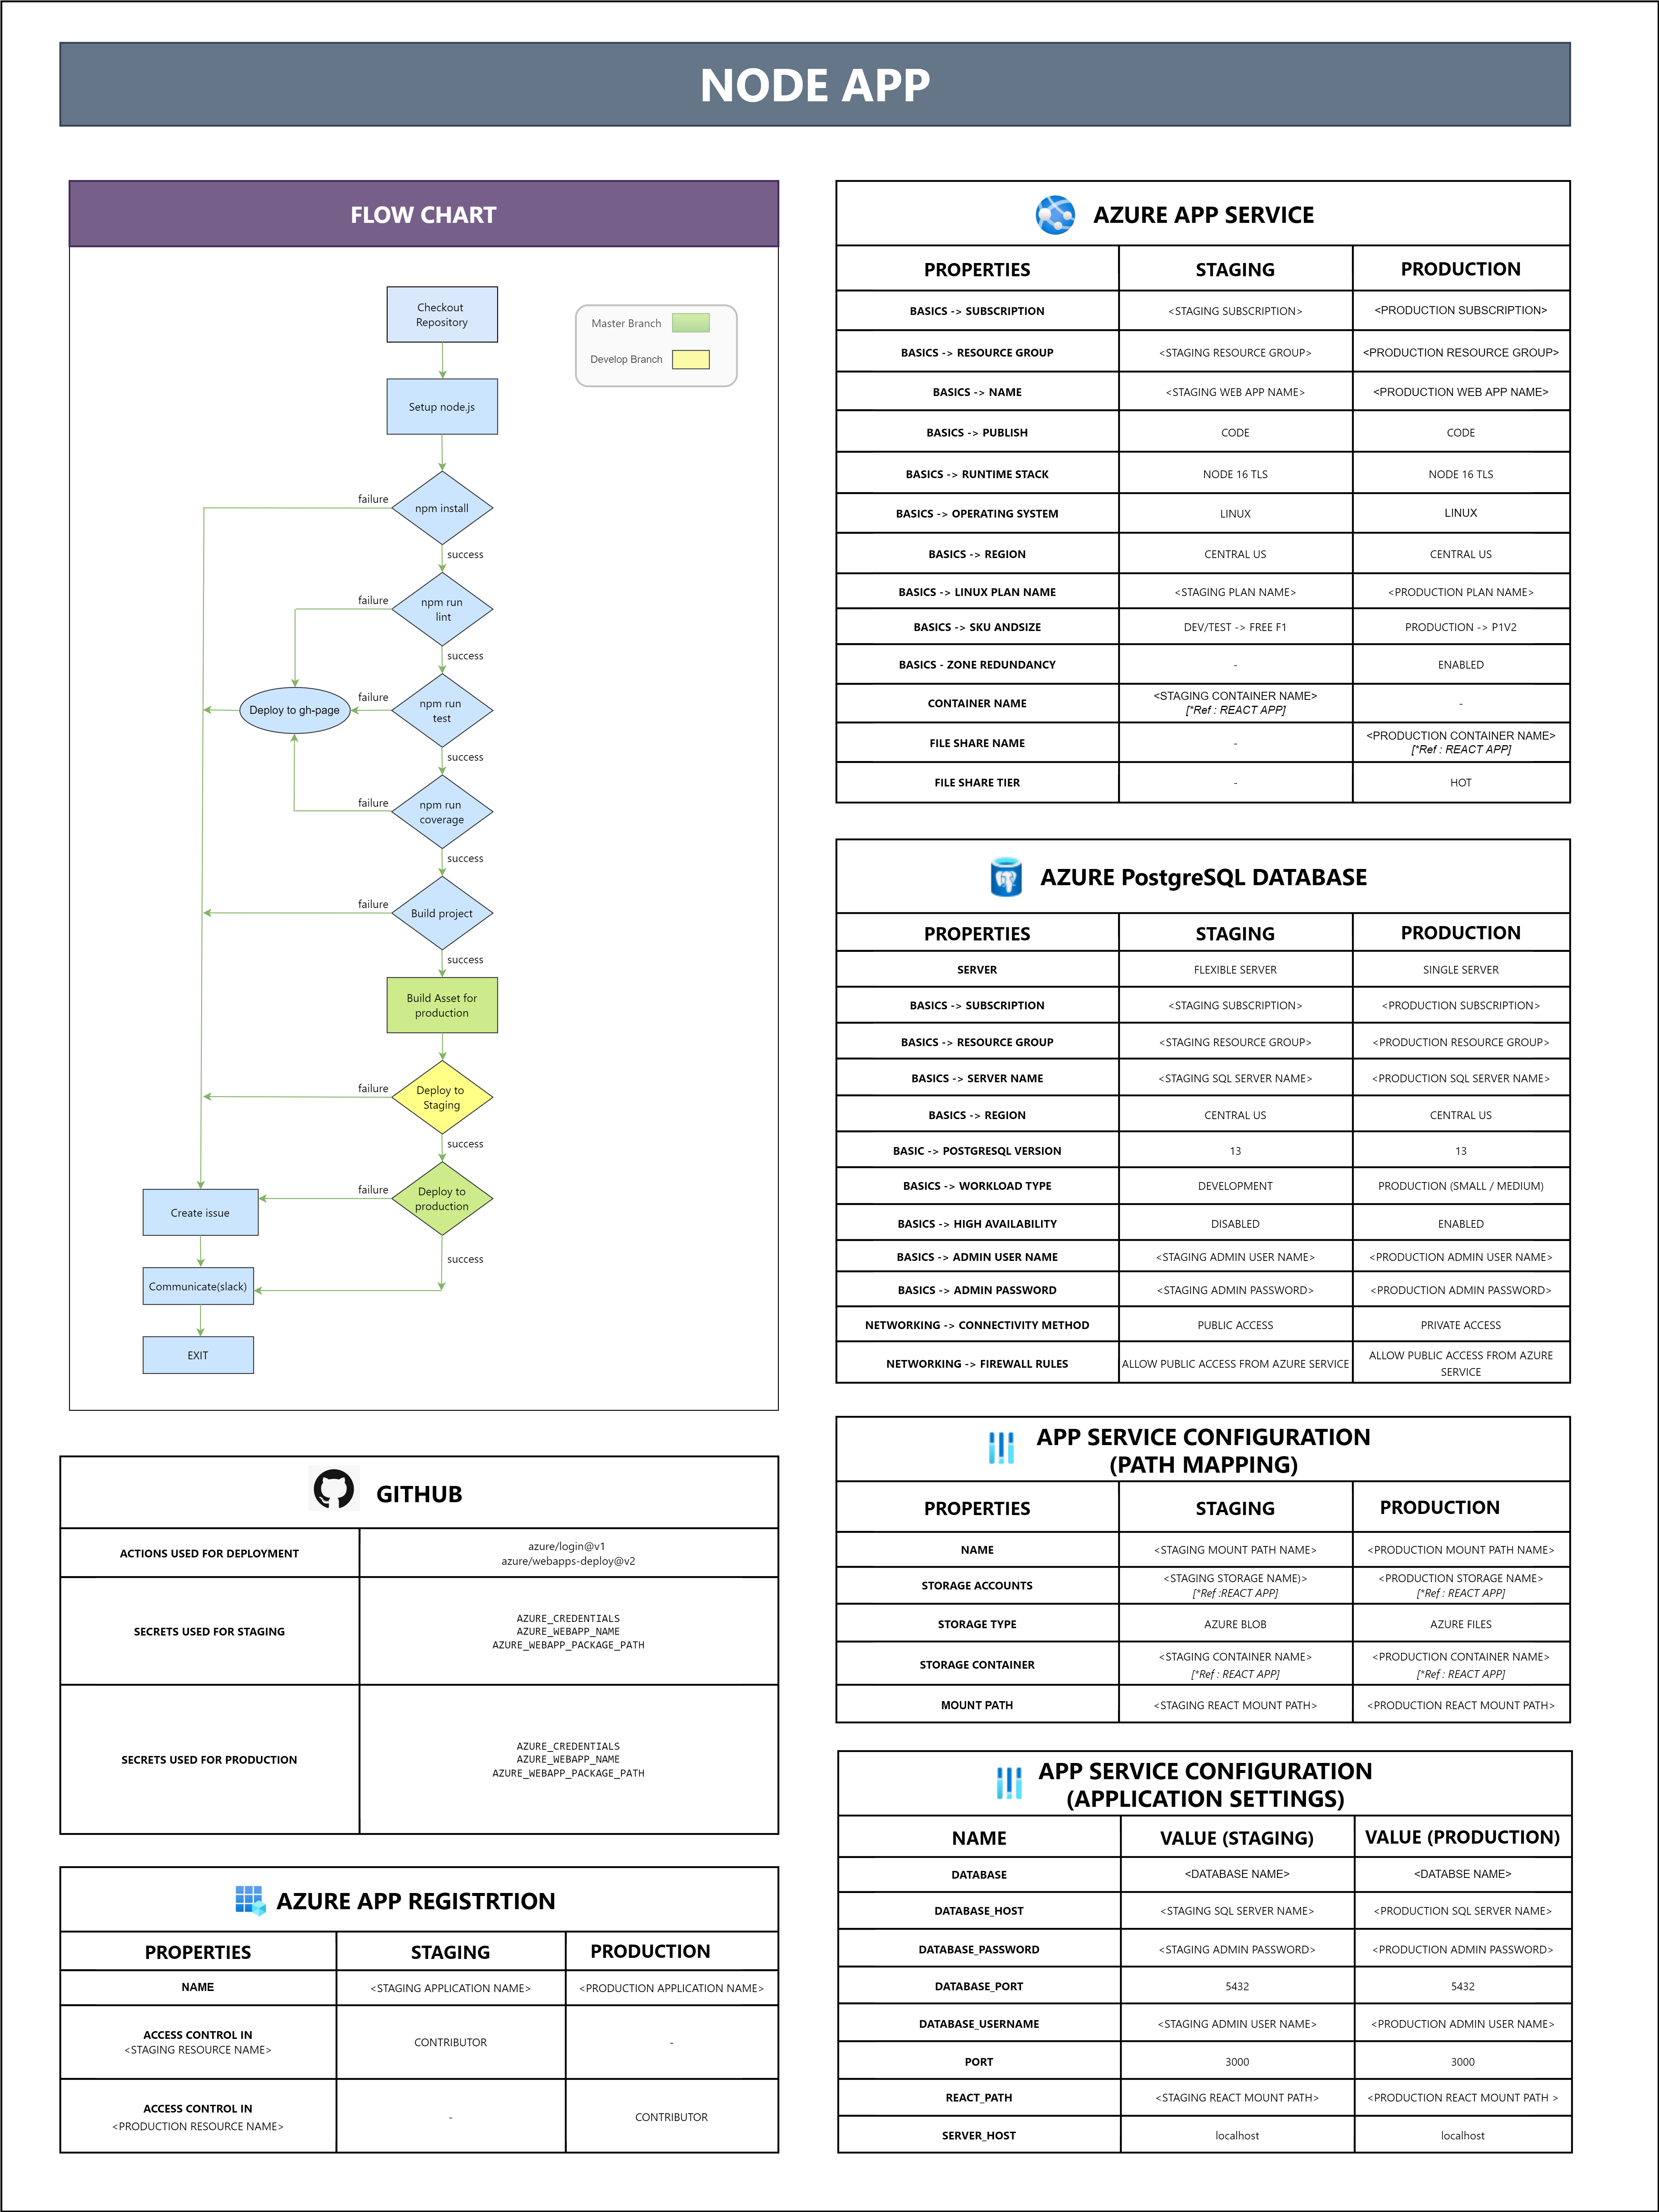 NODE APP
FLOW CHART
Checkout
Repository
Master Branch
Develop Branch
Setup node.js
npm install
failure
success
npm run
lint
failure
success
npm run
test
failure
Deploy to gh-page
success
npm run
coverage
failure
success
Build project
failure
success
Build Asset for
production
Deploy to
Staging
failure
success
Deploy to
production
failure
success
Create issue
Communicate(slack)
EXIT
GITHUB
ACTIONS USED FOR DEPLOYMENT
azure/login@v1
azure/webapps-deploy@v2
SECRETS USED FOR STAGING
AZURE_CREDENTIALS
AZURE_WEBAPP_NAME
AZURE_WEBAPP_PACKAGE_PATH
SECRETS USED FOR PRODUCTION
AZURE_CREDENTIALS
AZURE_WEBAPP_NAME
AZURE_WEBAPP_PACKAGE_PATH
AZURE APP REGISTRTION
PROPERTIES STAGING PRODUCTION
NAME <STAGING APPLICATION NAME> <PRODUCTION APPLICATION NAME>
ACCESS CONTROL IN
<STAGING RESOURCE NAME>
CONTRIBUTOR -
ACCESS CONTROL IN
<PRODUCTION RESOURCE NAME>
- CONTRIBUTOR
AZURE APP SERVICE
PROPERTIES STAGING PRODUCTION
BASICS -> SUBSCRIPTION <STAGING SUBSCRIPTION> <PRODUCTION SUBSCRIPTION>
BASICS -> RESOURCE GROUP <STAGING RESOURCE GROUP> <PRODUCTION RESOURCE GROUP>
BASICS -> NAME <STAGING WEB APP NAME> <PRODUCTION WEB APP NAME>
BASICS -> PUBLISH CODE CODE
BASICS -> RUNTIME STACK NODE 16 TLS NODE 16 TLS
BASICS -> OPERATING SYSTEM LINUX LINUX
BASICS -> REGION CENTRAL US CENTRAL US
BASICS -> LINUX PLAN NAME <STAGING PLAN NAME> <PRODUCTION PLAN NAME>
BASICS -> SKU ANDSIZE DEV/TEST -> FREE F1 PRODUCTION -> P1V2
BASICS - ZONE REDUNDANCY - ENABLED
CONTAINER NAME <STAGING CONTAINER NAME> -
[*Ref : REACT APP]
FILE SHARE NAME - <PRODUCTION CONTAINER NAME>
[*Ref : REACT APP]
FILE SHARE TIER - HOT
AZURE PostgreSQL DATABASE
PROPERTIES STAGING PRODUCTION
SERVER FLEXIBLE SERVER SINGLE SERVER
BASICS -> SUBSCRIPTION <STAGING SUBSCRIPTION> <PRODUCTION SUBSCRIPTION>
BASICS -> RESOURCE GROUP <STAGING RESOURCE GROUP> <PRODUCTION RESOURCE GROUP>
BASICS -> SERVER NAME <STAGING SQL SERVER NAME> <PRODUCTION SQL SERVER NAME>
BASICS -> REGION CENTRAL US CENTRAL US
BASIC -> POSTGRESQL VERSION 13 13
BASICS -> WORKLOAD TYPE DEVELOPMENT PRODUCTION (SMALL / MEDIUM)
BASICS -> HIGH AVAILABILITY DISABLED ENABLED
BASICS -> ADMIN USER NAME <STAGING ADMIN USER NAME> <PRODUCTION ADMIN USER NAME>
BASICS -> ADMIN PASSWORD <STAGING ADMIN PASSWORD> <PRODUCTION ADMIN PASSWORD>
NETWORKING -> CONNECTIVITY METHOD PUBLIC ACCESS PRIVATE ACCESS
NETWORKING -> FIREWALL RULES ALLOW PUBLIC ACCESS FROM AZURE SERVICE ALLOW PUBLIC ACCESS FROM AZURE
SERVICE
APP SERVICE CONFIGURATION
(PATH MAPPING)
PROPERTIES STAGING PRODUCTION
NAME <STAGING MOUNT PATH NAME> <PRODUCTION MOUNT PATH NAME>
STORAGE ACCOUNTS <STAGING STORAGE NAME)> <PRODUCTION STORAGE NAME>
[*Ref :REACT APP] [*Ref : REACT APP]
STORAGE TYPE AZURE BLOB AZURE FILES
STORAGE CONTAINER <STAGING CONTAINER NAME> <PRODUCTION CONTAINER NAME>
[*Ref : REACT APP] [*Ref : REACT APP]
MOUNT PATH <STAGING REACT MOUNT PATH> <PRODUCTION REACT MOUNT PATH>
APP SERVICE CONFIGURATION
(APPLICATION SETTINGS)
NAME VALUE (STAGING) VALUE (PRODUCTION)
DATABASE <DATABASE NAME> <DATABSE NAME>
DATABASE_HOST <STAGING SQL SERVER NAME> <PRODUCTION SQL SERVER NAME>
DATABASE_PASSWORD <STAGING ADMIN PASSWORD> <PRODUCTION ADMIN PASSWORD>
DATABASE_PORT 5432 5432
DATABASE_USERNAME <STAGING ADMIN USER NAME> <PRODUCTION ADMIN USER NAME>
PORT 3000 3000
REACT_PATH <STAGING REACT MOUNT PATH> <PRODUCTION REACT MOUNT PATH >
SERVER_HOST localhost localhost